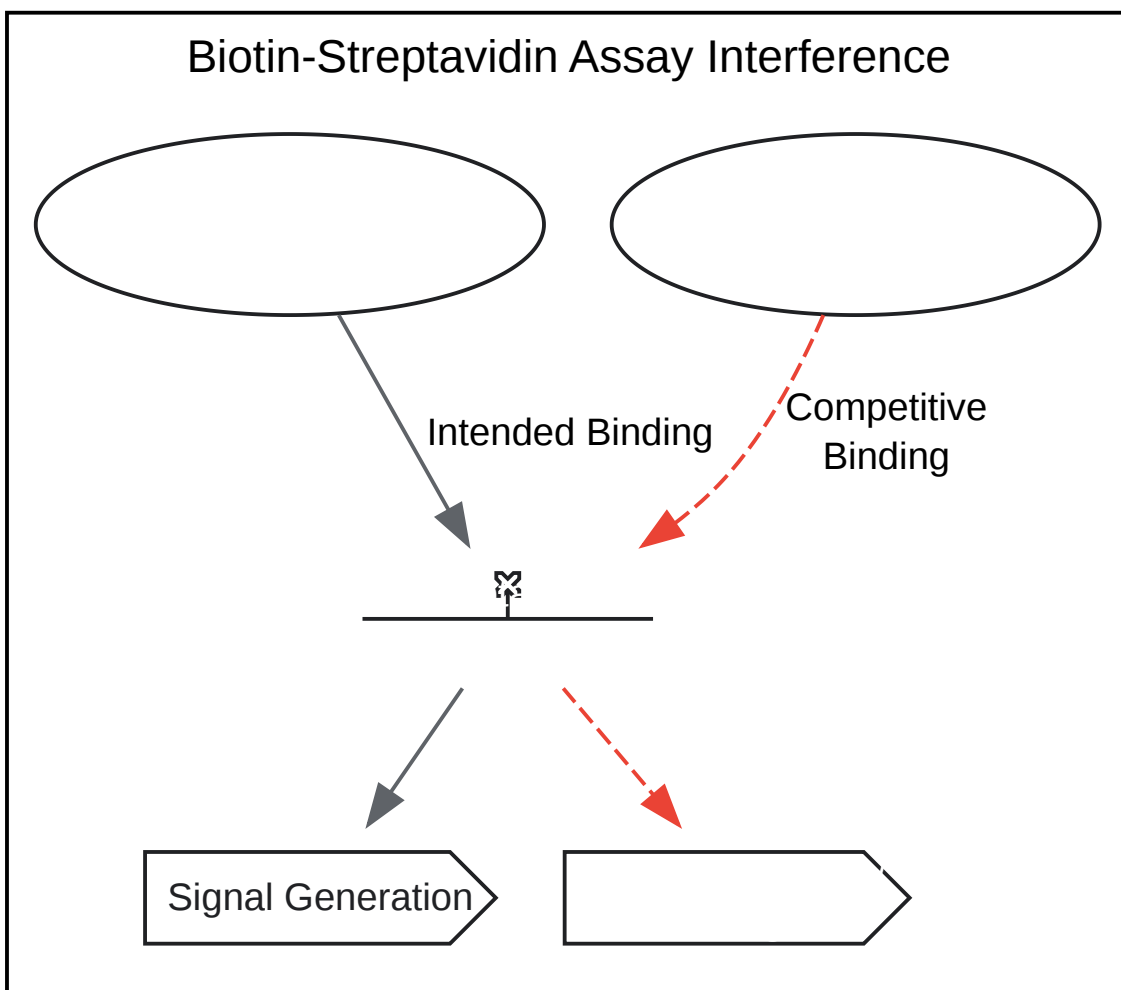 Biotin-Streptavidin Assay Interference
Intended Binding
Competitive
Binding
Signal Generation